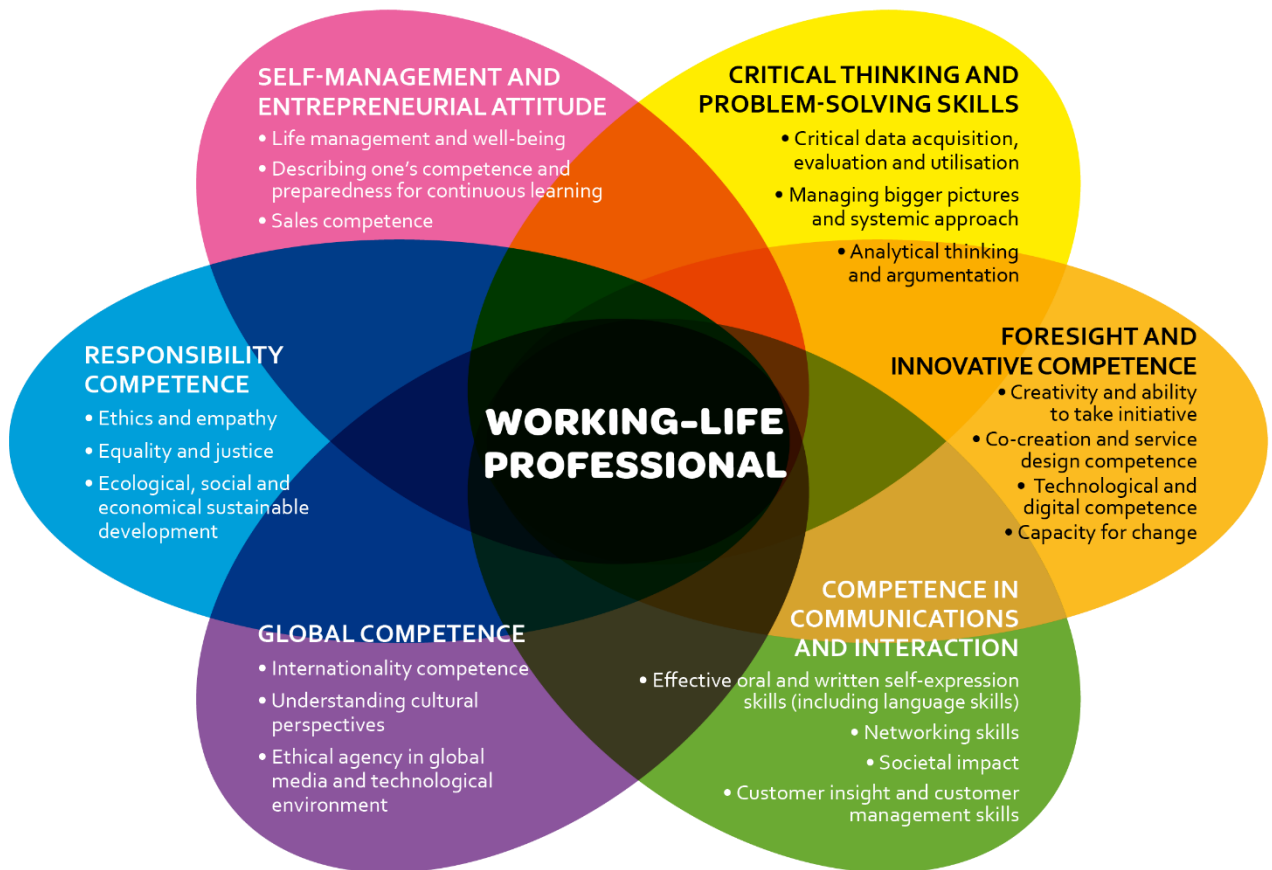 SELF-MANAGEMENT AND
ENTREPRENEURIAL ATTITUDE
• Life management and well-being
• Describing one's competence and
preparedness for continuous learning
• Sales competence
CRITICAL THINKING AND
PROBLEM-SOLVING SKILLS
• Critical data acquisition,
evaluation and utilisation
• Managing bigger pictures
and systemic approach
• Analytical thinking
and argumentation
RESPONSIBILITY
COMPETENCE
• Ethics and empathy
• Equality and justice
• Ecological, social and
economical sustainable
development
WORKING-LIFE
PROFESSIONAL
FORESIGHT AND
INNOVATIVE COMPETENCE
• Creativity and ability
to take initiative
• Co-creation and service
design competence
• Technological and
digital competence
• Capacity for change
GLOBAL COMPETENCE
• Internationality competence
• Understanding cultural
perspectives
• Ethical agency in global
media and technological
environment
COMPETENCE IN
COMMUNICATIONS
AND INTERACTION
• Effective oral and written self-expression
skills (including language skills)
• Networking skills
• Societal impact
• Customer insight and customer
management skills